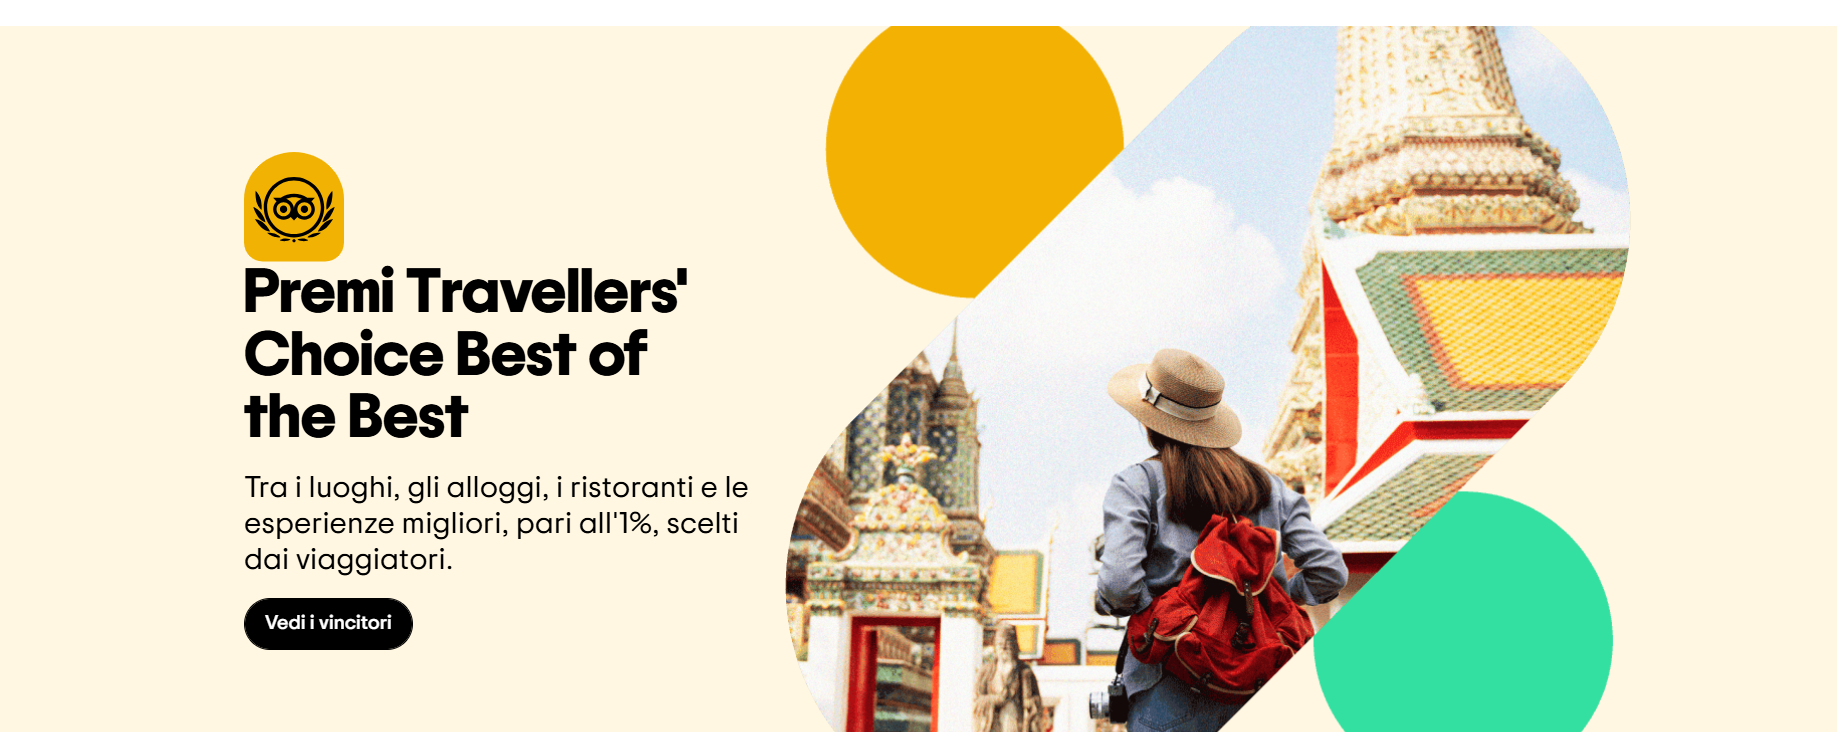 Premi Travellers'
Choice Best of
the Best
Tra i luoghi, gli alloggi, i ristoranti e le
esperienze migliori, pari all'1%, scelti
dai viaggiatori.
Vedi i vincitori